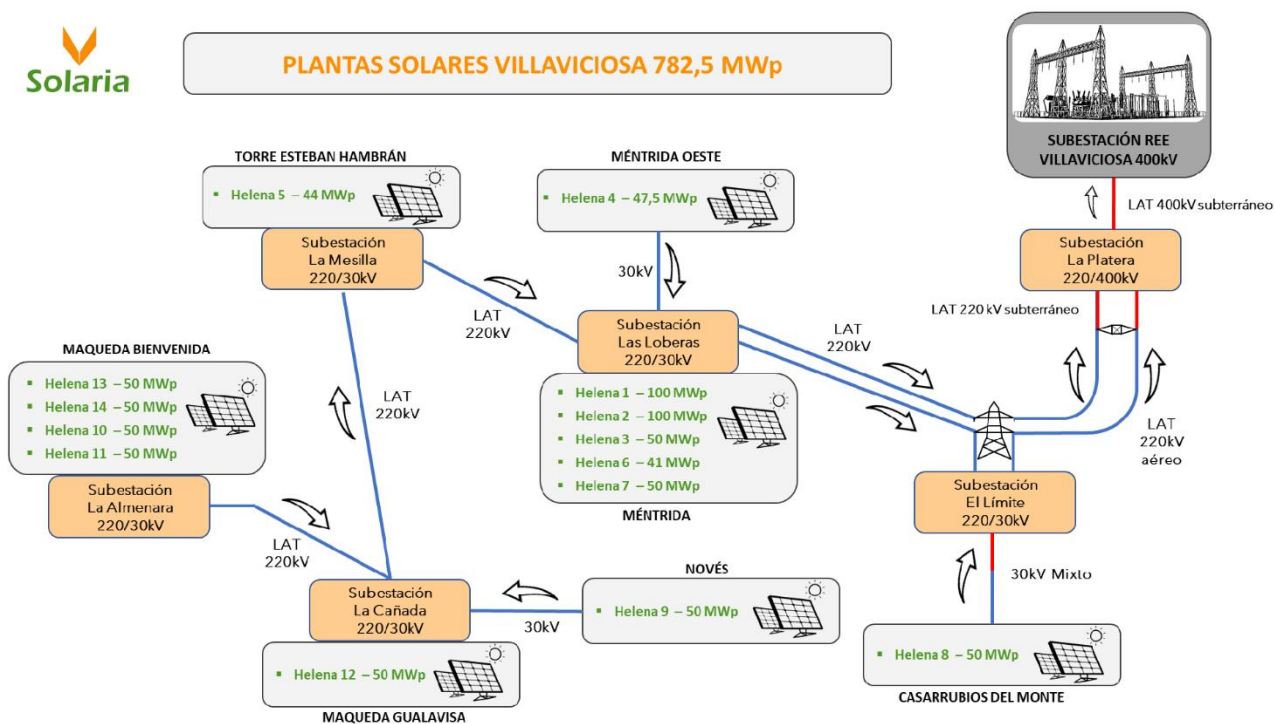 Solaria
PLANTAS SOLARES VILLAVICIOSA 782,5 MWp
SUBESTACIÓN REE
VILLAVICIOSA 400kV
LAT 400kV subterráneo
Subestación
La Platera
220/400kV
LAT 220 kV subterráneo
TORRE ESTEBAN HAMBRÁN
▪ Helena 5 – 44 MWp
Subestación
La Mesilla
220/30kV
MÉNTRIDA OESTE
▪ Helena 4 – 47,5 MWp
30kV
LAT
220kV
Subestación
Las Loberas
220/30kV
▪ Helena 1 – 100 MWp
▪ Helena 2 – 100 MWp
▪ Helena 3 – 50 MWp
▪ Helena 6 – 41 MWp
▪ Helena 7 – 50 MWp
MÉNTRIDA
LAT
220kV
LAT
220kV
aéreo
MAQUEDA BIENVENIDA
▪ Helena 13 – 50 MWp
▪ Helena 14 – 50 MWp
▪ Helena 10 – 50 MWp
▪ Helena 11 – 50 MWp
Subestación
La Almenara
220/30kV
LAT
220kV
LAT
220kV
Subestación
La Cañada
220/30kV
▪ Helena 12 – 50 MWp
MAQUEDA GUALAVISA
30kV
NOVÉS
▪ Helena 9 – 50 MWp
Subestación
El Límite
220/30kV
30kV Mixto
▪ Helena 8 – 50 MWp
CASARRUBIOS DEL MONTE